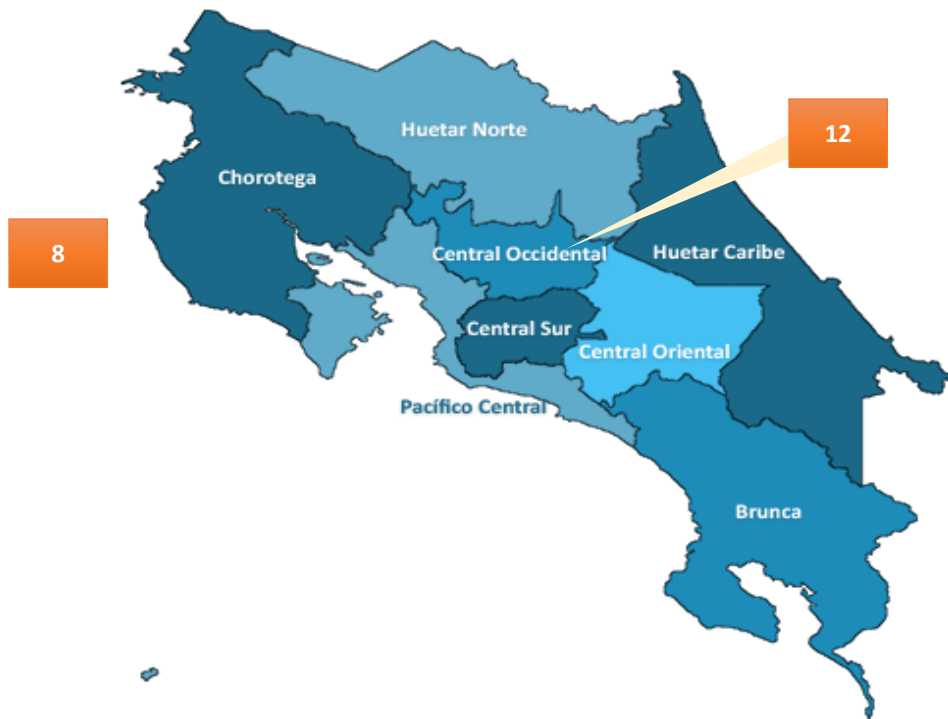 Huetar Norte
12
Chorotega
8
Central Occidental
Huetar Caribe
Central Sur
Central Oriental
Pacífico Central
Brunca